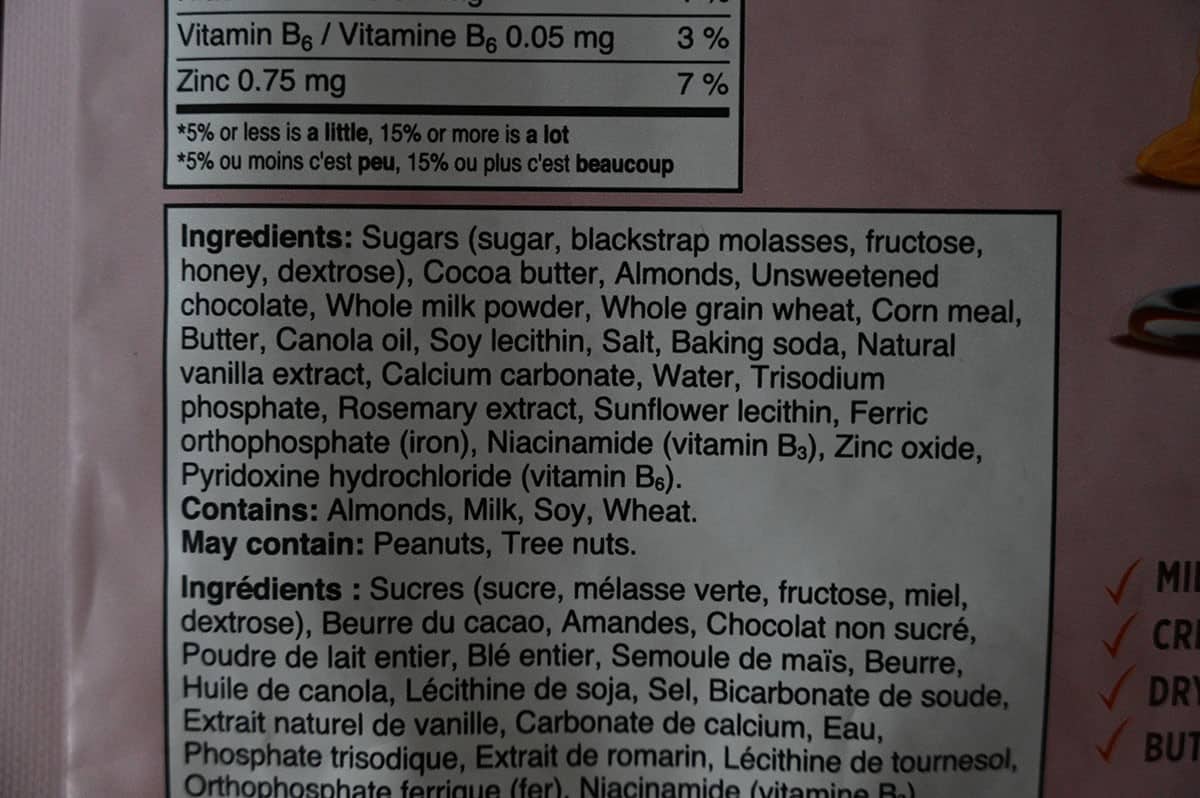 Vitamin B6 / Vitamine B6 0.05 mg 3 %
Zinc 0.75 mg 7 %
*5% or less is a little, 15% or more is a lot
*5% ou moins c'est peu, 15% ou plus c'est beaucoup
Ingredients: Sugars (sugar, blackstrap molasses, fructose,
honey, dextrose), Cocoa butter, Almonds, Unsweetened
chocolate, Whole milk powder, Whole grain wheat, Corn meal,
Butter, Canola oil, Soy lecithin, Salt, Baking soda, Natural
vanilla extract, Calcium carbonate, Water, Trisodium
phosphate, Rosemary extract, Sunflower lecithin, Ferric
orthophosphate (iron), Niacinamide (vitamin B3), Zinc oxide,
Pyridoxine hydrochloride (vitamin B6).
Contains: Almonds, Milk, Soy, Wheat.
May contain: Peanuts, Tree nuts.
Ingrédients : Sucres (sucre, mélasse verte, fructose, miel,
dextrose), Beurre du cacao, Amandes, Chocolat non sucré,
Poudre de lait entier, Blé entier, Semoule de maïs, Beurre,
Huile de canola, Lécithine de soja, Sel, Bicarbonate de soude,
Extrait naturel de vanille, Carbonate de calcium, Eau,
Phosphate trisodique, Extrait de romarin, Lécithine de tournesol,
Orthophosphate ferrique (fer), Niacinamide (vitamine B3)
CRE
DRY
BUT